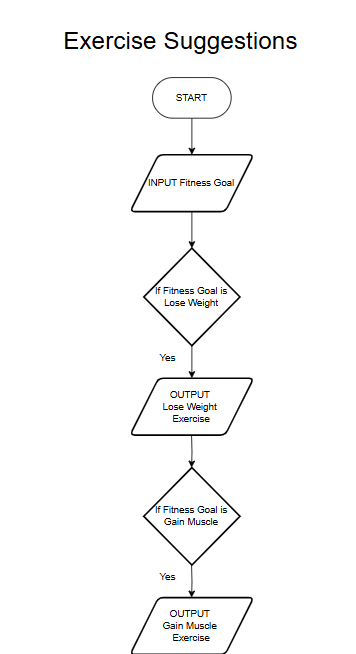 Exercise Suggestions
START
INPUT Fitness Goal
If Fitness Goal is
Lose Weight
Yes
OUTPUT
Lose Weight
Exercise
If Fitness Goal is
Gain Muscle
Yes
OUTPUT
Gain Muscle
Exercise